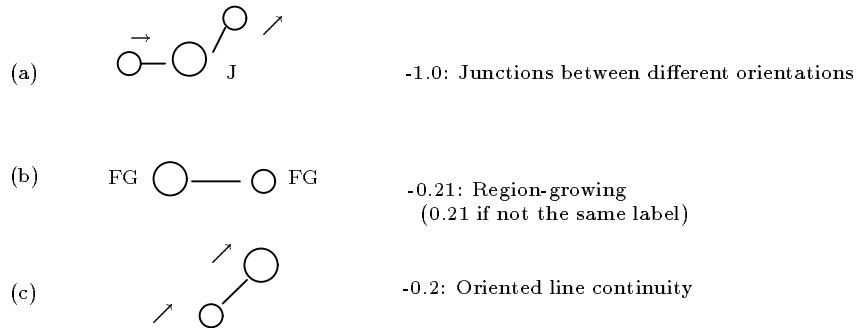 (a) → J ↗ -1.0: Junctions between different orientations
(b) FG FG -0.21: Region-growing
(0.21 if not the same label)
(c) ↗ ↗ -0.2: Oriented line continuity